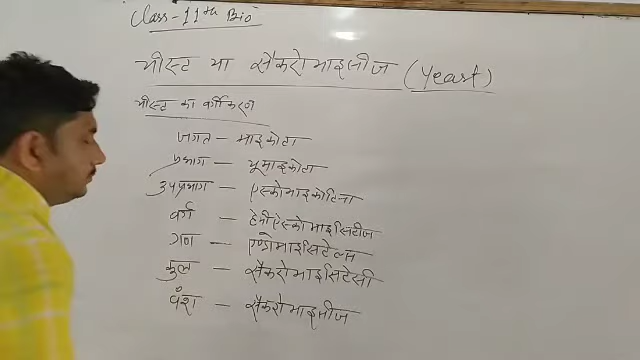 Class-11th Bio
यीस्ट या सैकरोमाइसीज (Yeast)
यीस्ट का वर्गीकरण
जगत - माइकोटा
प्रभाग - यूमाइकोटा
उपप्रभाग - एस्कोमाइकोटिना
वर्ग - हेमीऐस्कोमाइसिटीज
गण - एण्डोमाइसिटेल्स
कुल - सैकरोमाइसिटेसी
वंश - सैकरोमाइसीज